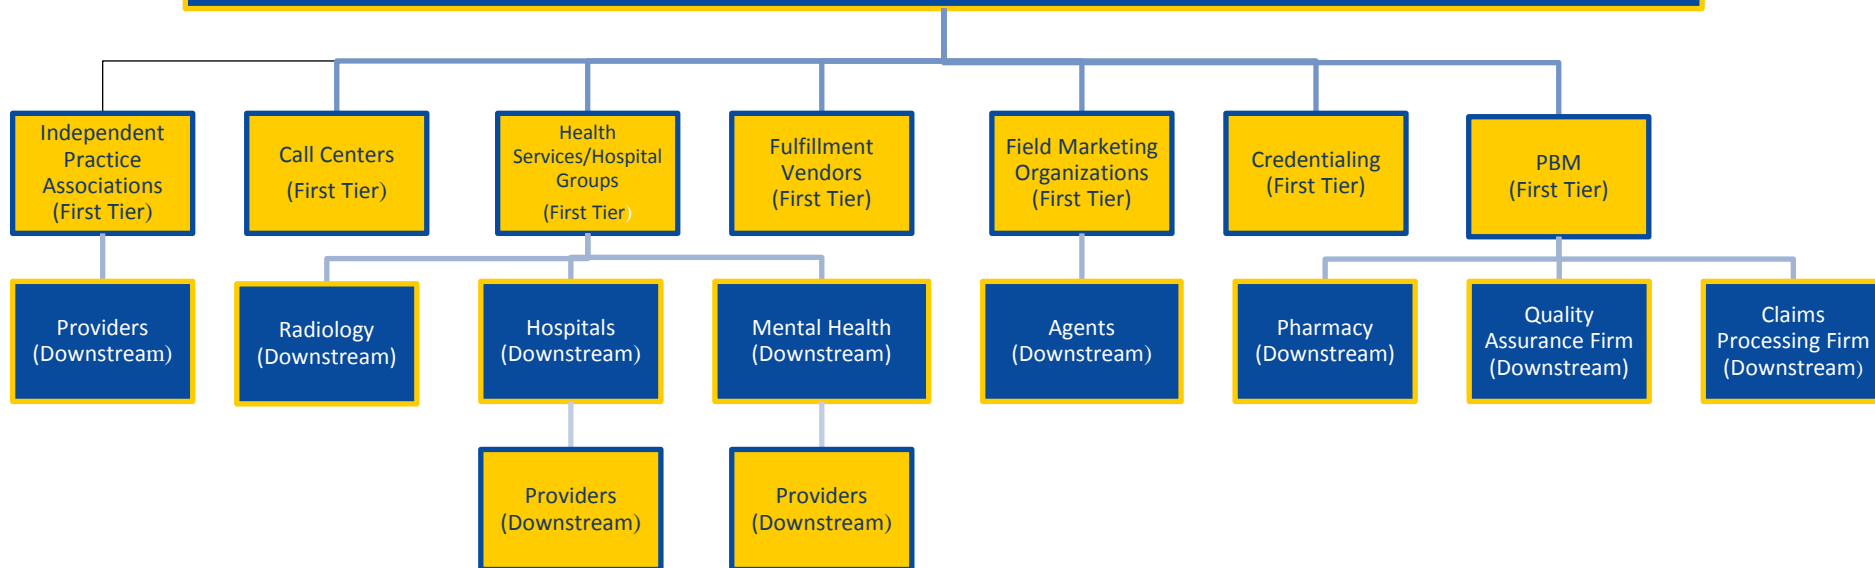 Independent
Practice
Associations
(First Tier)
Call Centers
(First Tier)
Health
Services/Hospital
Groups
(First Tier)
Fulfillment
Vendors
(First Tier)
Field Marketing
Organizations
(First Tier)
Credentialing
(First Tier)
PBM
(First Tier)
Providers
(Downstream)
Radiology
(Downstream)
Hospitals
(Downstream)
Mental Health
(Downstream)
Agents
(Downstream)
Pharmacy
(Downstream)
Quality
Assurance Firm
(Downstream)
Claims
Processing Firm
(Downstream)
Providers
(Downstream)
Providers
(Downstream)